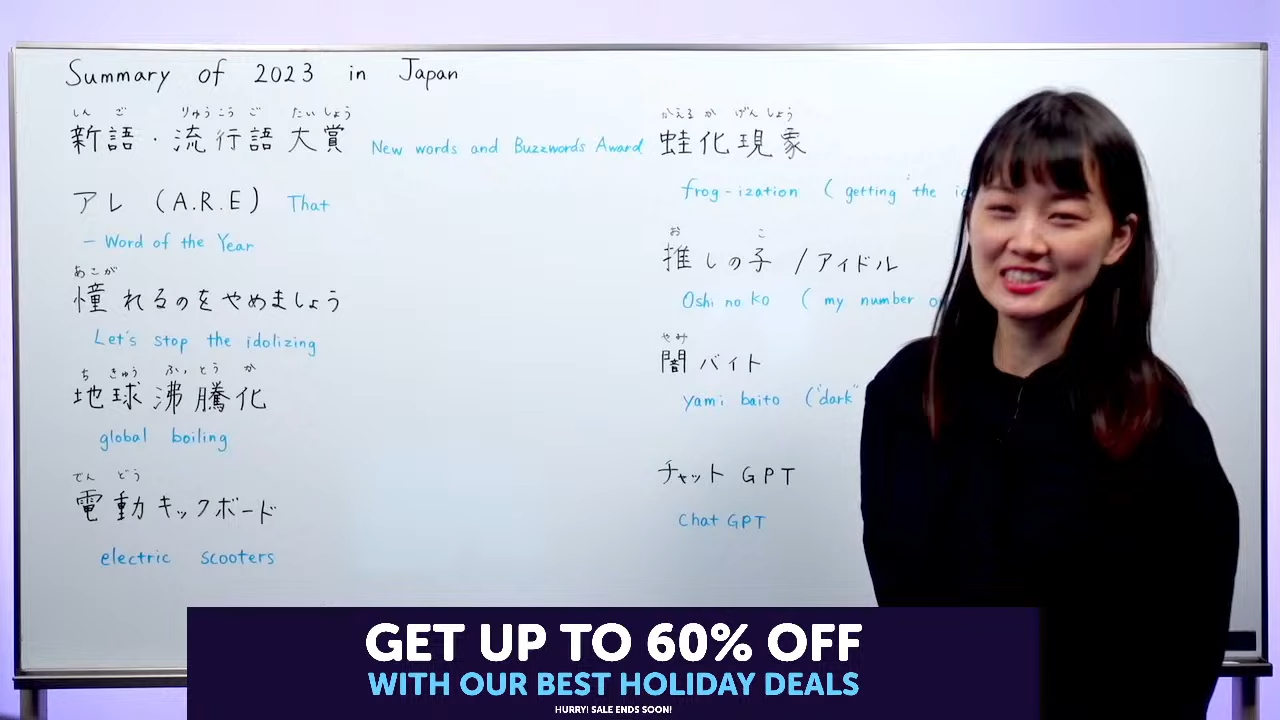 Summary of 2023 in Japan
しん ご りゅう こう ご たい しょう
新語・流行語大賞 New words and Buzzwords Award
アレ (A.R.E) That
– Word of the Year
あこが
憧れるのをやめましょう
Let's stop the idolizing
ち きゅう ふっ とう か
地球沸騰化
global boiling
でん どう
電動キックボード
electric scooters
かえる か げん しょう
蛙化現象
frog-ization ( getting "the
お こ
推しの子 /アイドル
Oshi no ko ( my number
やみ
闇バイト
yami baito ("dark"
チャット GPT
Chat GPT
GET UP TO 60% OFF
WITH OUR BEST HOLIDAY DEALS
HURRY! SALE ENDS SOON!